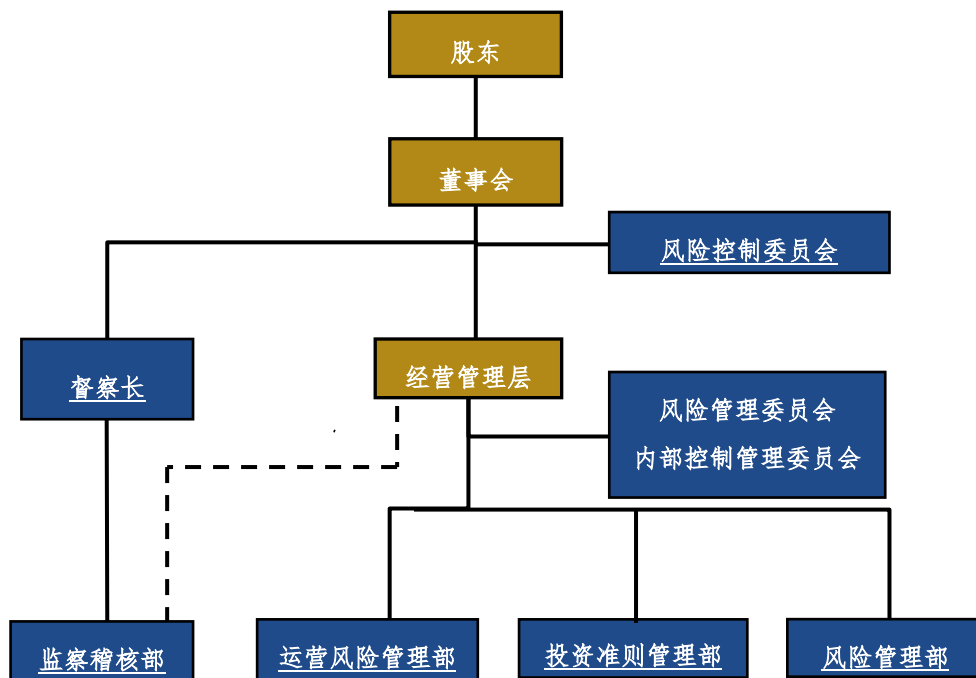 股东
董事会
风险控制委员会
督察长
经营管理层
风险管理委员会
内部控制管理委员会
监察稽核部
运营风险管理部
投资准则管理部
风险管理部